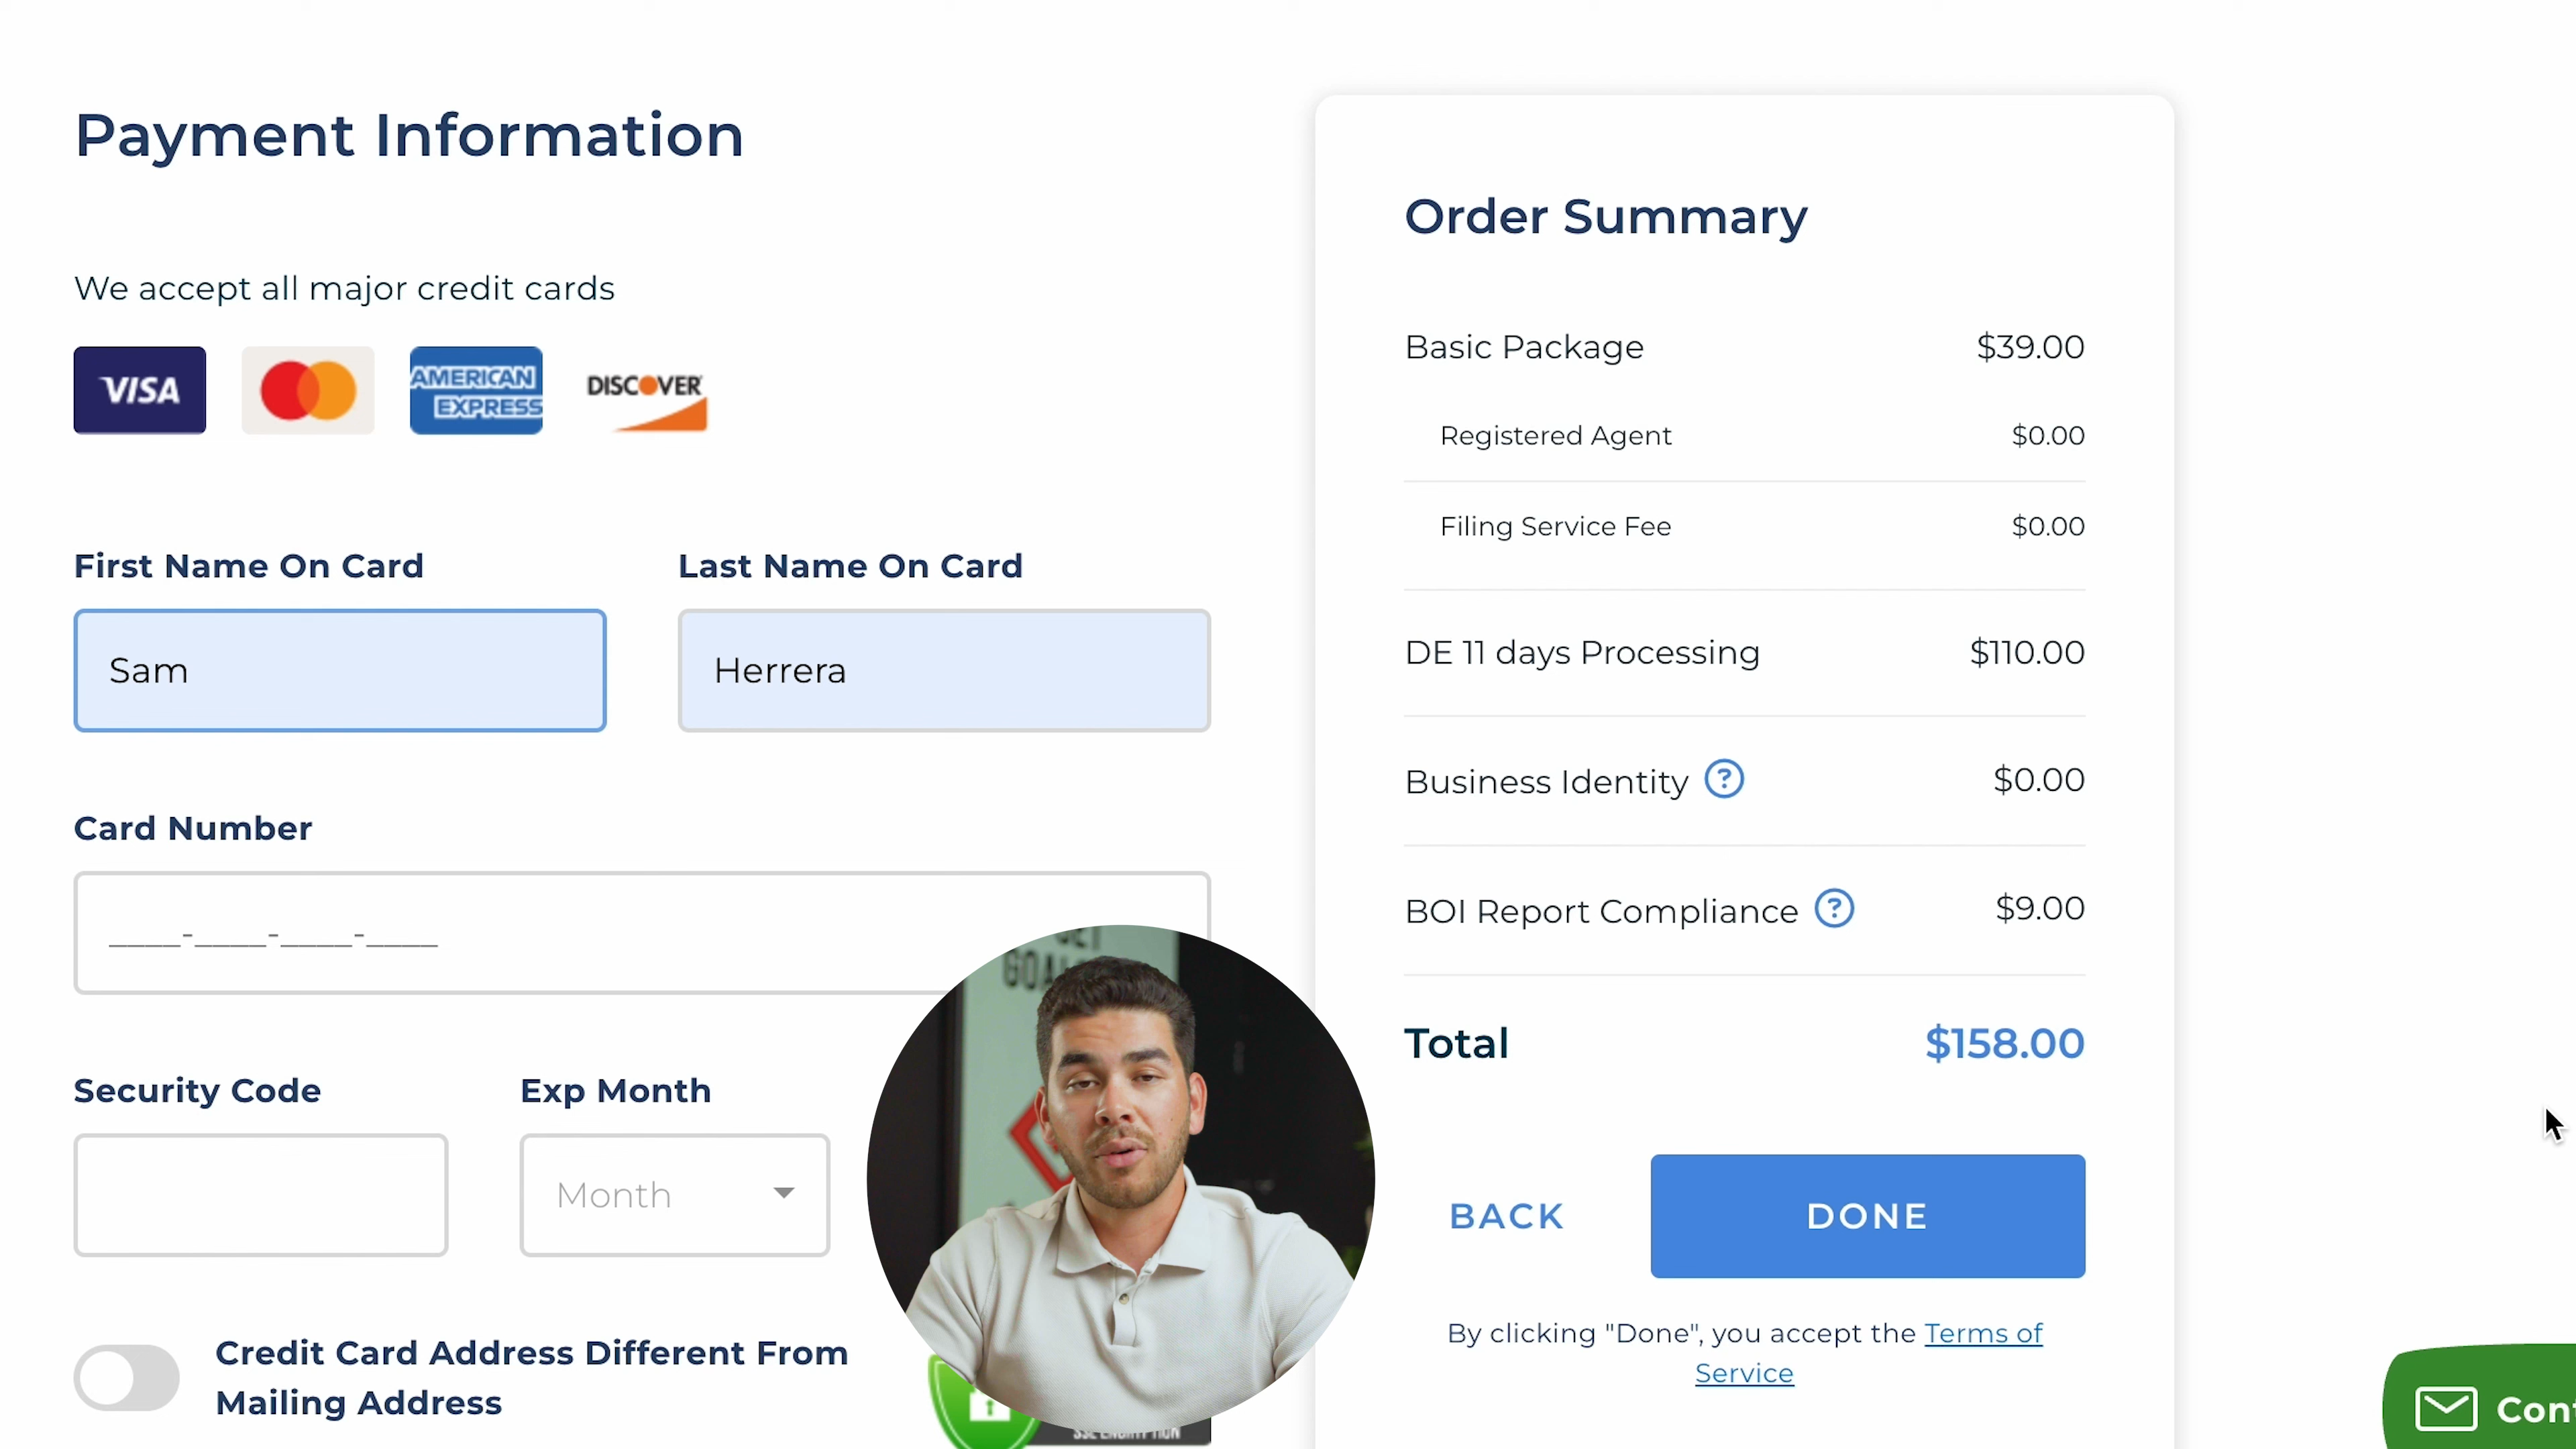 Payment Information
We accept all major credit cards
VISA
AMERICAN
EXPRESS
DISCOVER
First Name On Card
Last Name On Card
Sam
Herrera
Card Number
____-____-____-____
Security Code
Exp Month
Month
Credit Card Address Different From
Mailing Address
Order Summary
Basic Package $39.00
Registered Agent $0.00
Filing Service Fee $0.00
DE 11 days Processing $110.00
Business Identity ? $0.00
BOI Report Compliance ? $9.00
Total $158.00
BACK
DONE
By clicking "Done", you accept the Terms of
Service